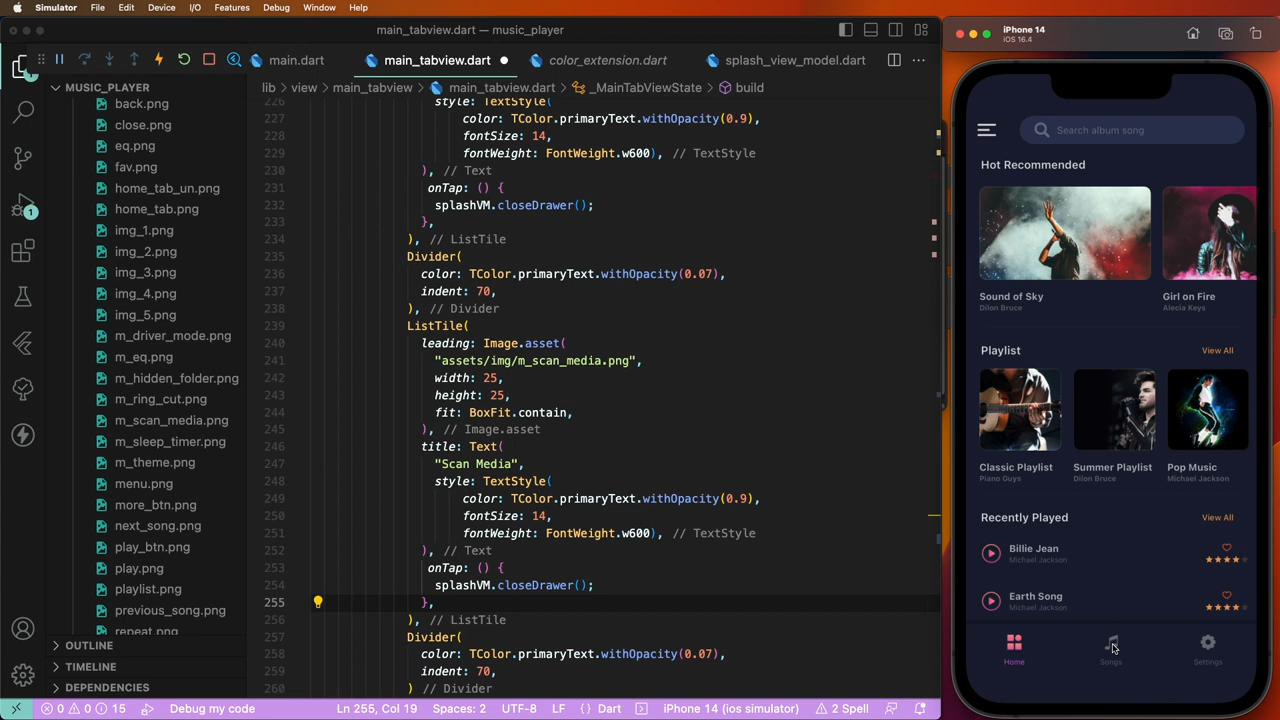 Simulator File Edit Device I/O Features Debug Window Help
main_tabview.dart — music_player
main.dart main_tabview.dart color_extension.dart splash_view_model.dart
lib > view > main_tabview > main_tabview.dart > _MainTabViewState > build
MUSIC_PLAYER
back.png
close.png
eq.png
fav.png
home_tab_un.png
home_tab.png
img_1.png
img_2.png
img_3.png
img_4.png
img_5.png
m_driver_mode.png
m_eq.png
m_hidden_folder.png
m_ring_cut.png
m_scan_media.png
m_sleep_timer.png
m_theme.png
menu.png
more_btn.png
next_song.png
play_btn.png
play.png
playlist.png
previous_song.png
repeat.png
OUTLINE
TIMELINE
DEPENDENCIES
1
1
226 style: TextStyle(
227 color: TColor.primaryText.withOpacity(0.9),
228 fontSize: 14,
229 fontWeight: FontWeight.w600), // TextStyle
230 ), // Text
231 onTap: () {
232 splashVM.closeDrawer();
233 },
234 ), // ListTile
235 Divider(
236 color: TColor.primaryText.withOpacity(0.07),
237 indent: 70,
238 ), // Divider
239 ListTile(
240 leading: Image.asset(
241 "assets/img/m_scan_media.png",
242 width: 25,
243 height: 25,
244 fit: BoxFit.contain,
245 ), // Image.asset
246 title: Text(
247 "Scan Media",
248 style: TextStyle(
249 color: TColor.primaryText.withOpacity(0.9),
250 fontSize: 14,
251 fontWeight: FontWeight.w600), // TextStyle
252 ), // Text
253 onTap: () {
254 splashVM.closeDrawer();
255 },
256 ), // ListTile
257 Divider(
258 color: TColor.primaryText.withOpacity(0.07),
259 indent: 70,
260 ) // Divider
0 0 15 Debug my code Ln 255, Col 19 Spaces: 2 UTF-8 LF {} Dart iPhone 14 (ios simulator) 2 Spell
iPhone 14
iOS 16.4
Search album song
Hot Recommended
Sound of Sky Girl on Fire
Dilon Bruce Alecia Keys
Playlist View All
Classic Playlist Summer Playlist Pop Music
Piano Guys Dilon Bruce Michael Jackson
Recently Played View All
Billie Jean
Michael Jackson
Earth Song
Michael Jackson
Home Songs Settings